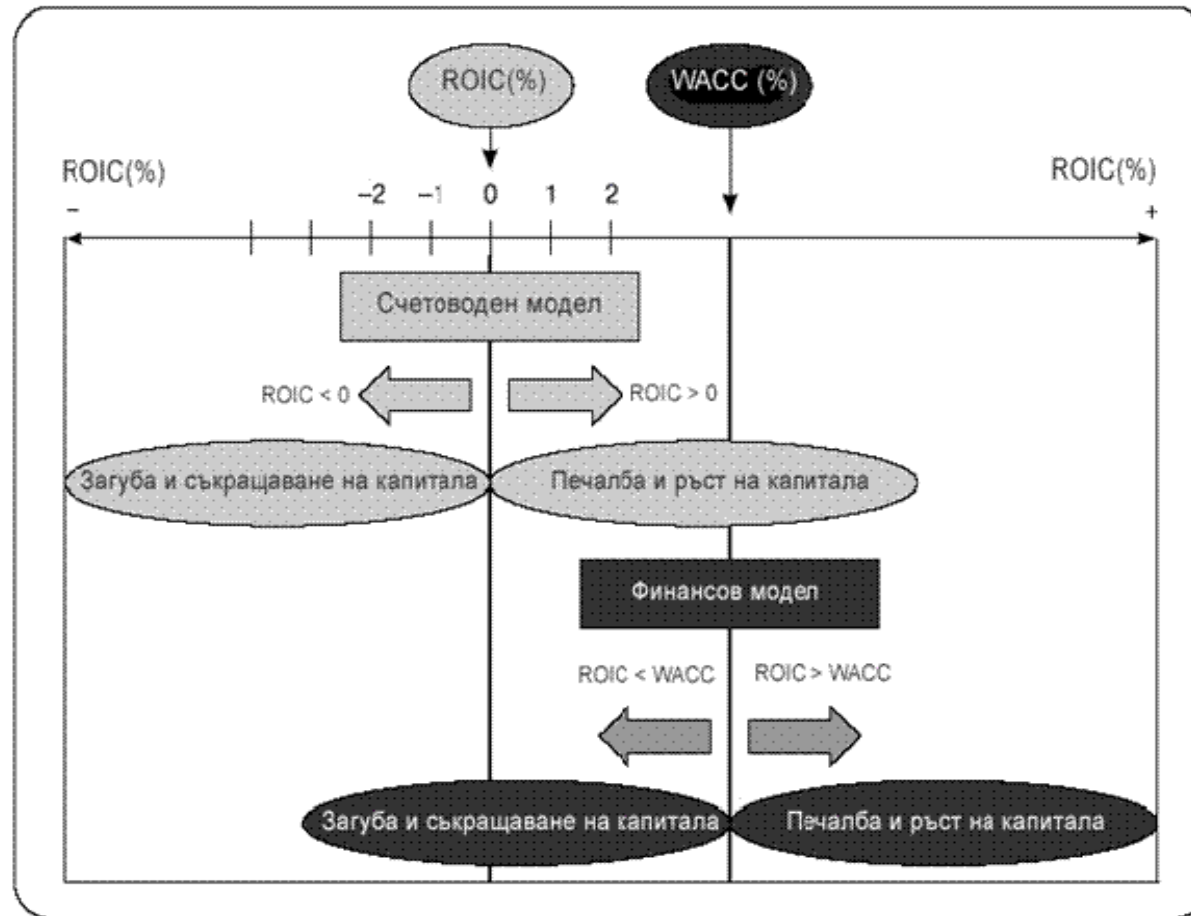 ROIC(%)
WACC (%)
ROIC(%)
ROIC(%)
–
–2 –1 0 1 2
+
Счетоводен модел
ROIC < 0
ROIC > 0
Загуба и съкращаване на капитала
Печалба и ръст на капитала
Финансов модел
ROIC < WACC
ROIC > WACC
Загуба и съкращаване на капитала
Печалба и ръст на капитала